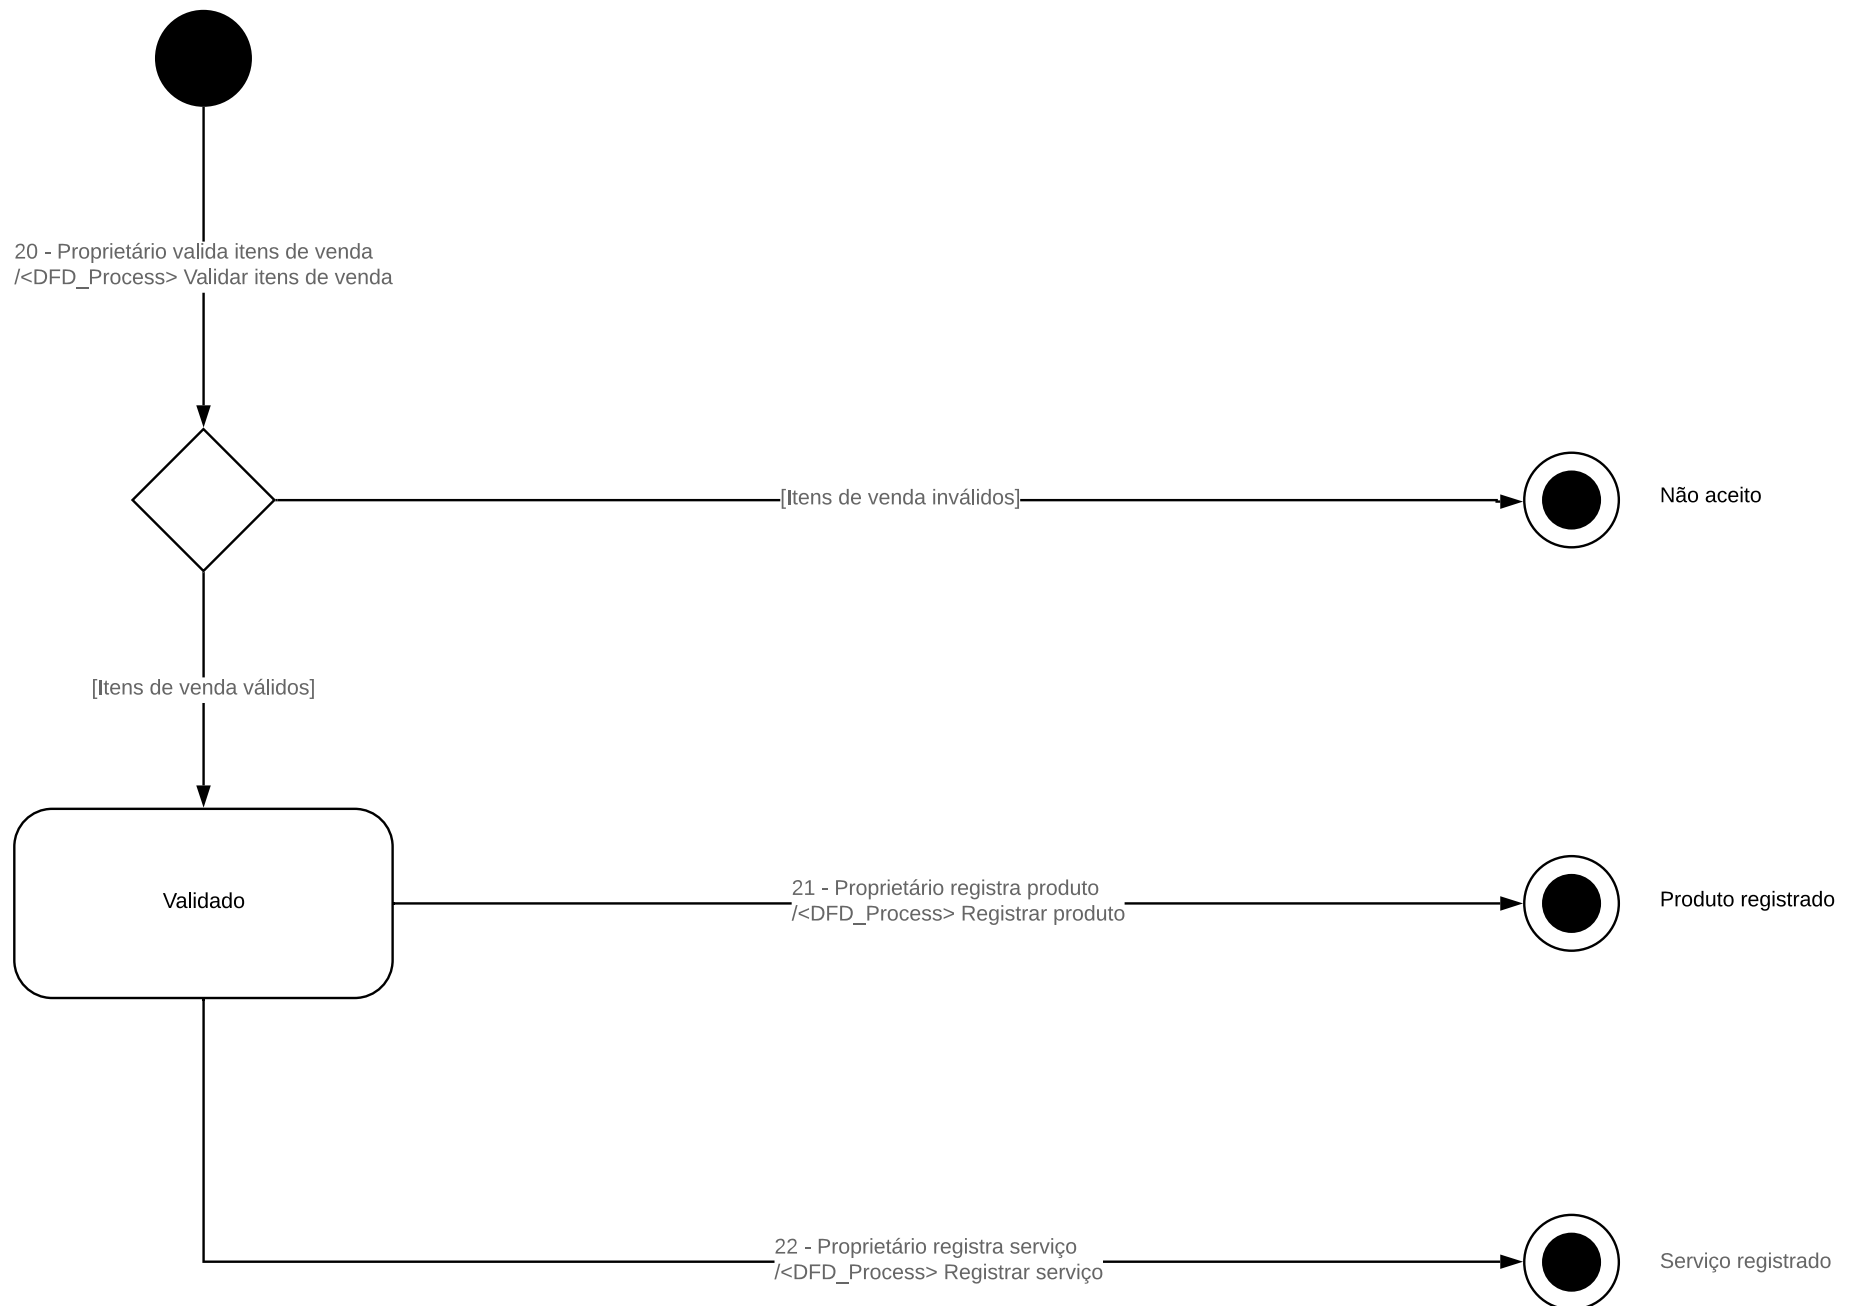 20 - Proprietário valida itens de venda
/<DFD_Process> Validar itens de venda
[Itens de venda inválidos]
Não aceito
[Itens de venda válidos]
Validado
21 - Proprietário registra produto
/<DFD_Process> Registrar produto
Produto registrado
22 - Proprietário registra serviço
/<DFD_Process> Registrar serviço
Serviço registrado